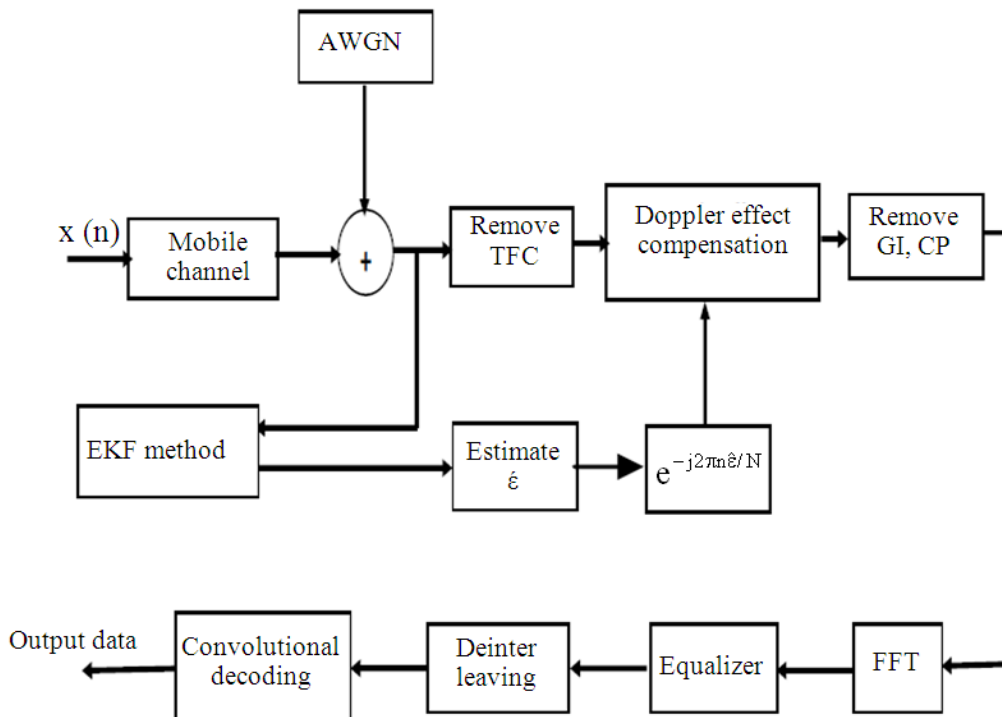 AWGN
x (n)
Mobile
channel
+
Remove
TFC
Doppler effect
compensation
Remove
GI, CP
EKF method
Estimate
έ
e^{-j2πnε̂/N}
Output data
Convolutional
decoding
Deinter
leaving
Equalizer
FFT